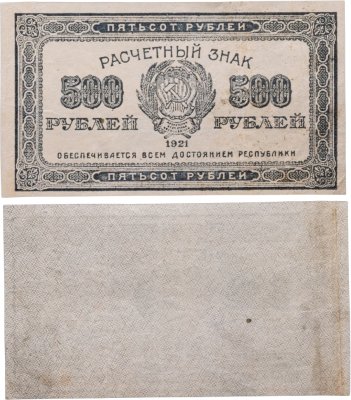 ПЯТЬСОТ РУБЛЕЙ
РАСЧЕТНЫЙ ЗНАК
500 500
РУБЛЕЙ РУБЛЕЙ
1921
ОБЕСПЕЧИВАЕТСЯ ВСЕМ ДОСТОЯНИЕМ РЕСПУБЛИКИ
ПЯТЬСОТ РУБЛЕЙ